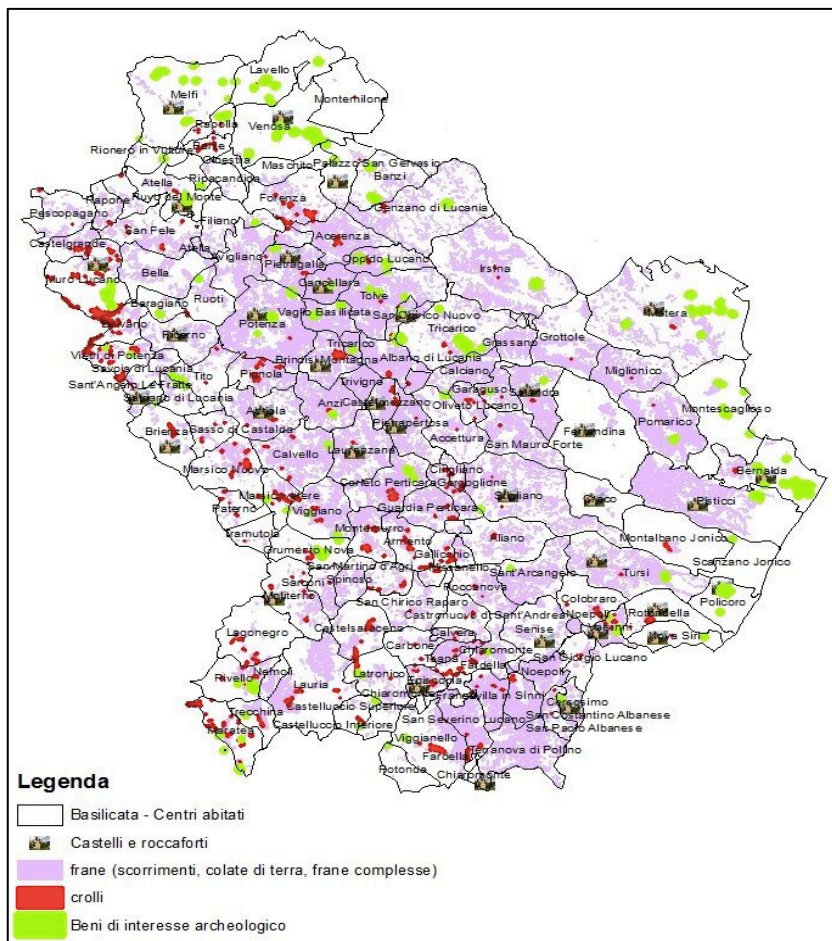 Lavello
Melfi
Montemilone
Rapolla
Venosa
Barile
Rionero in Vulture
Ginestra
Maschito
Palazzo San Gervasio
Banzi
Atella
Ripacandida
Rapone
Ruvo del Monte
Forenza
Genzano di Lucania
Pescopagano
San Fele
Filiano
Acerenza
Castelgrande
Atella
Avigliano
Pietragalla
Oppido Lucano
Irsina
Muro Lucano
Bella
Cancellara
Tolve
Baragiano
Ruoti
Vaglio Basilicata
San Chirico Nuovo
Matera
Balvano
Potenza
Tricarico
Grassano
Grottole
Picerno
Vietri di Potenza
Tricarico
Albano di Lucania
Savoia di Lucania
Tito
Pignola
Brindisi Montagna
Calciano
Miglionico
Sant'Angelo Le Fratte
Trivigno
Garaguso
Salandra
Satriano di Lucania
Anzi
Castelmezzano
Oliveto Lucano
Montescaglioso
Abriola
Pietrapertosa
Pomarico
Brienza
Sasso di Castalda
Accettura
San Mauro Forte
Ferrandina
Calvello
Laurenzana
Marsico Nuovo
Cirigliano
Bernalda
Corleto Perticara
Gorgoglione
Marsicovetere
Stigliano
Craco
Pisticci
Paterno
Viggiano
Guardia Perticara
Tramutola
Montemurro
Armento
Aliano
Montalbano Jonico
Grumento Nova
Gallicchio
Scanzano Jonico
San Martino d'Agri
Missanello
Sant'Arcangelo
Tursi
Sarconi
Spinoso
Roccanova
Policoro
Moliterno
San Chirico Raparo
Colobraro
Castronuovo di Sant'Andrea
Noepoli
Rotondella
Lagonegro
Castelsaraceno
Calvera
Senise
Valsinni
Nova Siri
Carbone
Chiaromonte
San Giorgio Lucano
Teana
Fardella
Rivello
Nemoli
Latronico
Noepoli
Lauria
Episcopia
Chiaromonte
Francavilla in Sinni
Cersosimo
Trecchina
Castelluccio Superiore
San Costantino Albanese
Maratea
Castelluccio Inferiore
San Severino Lucano
San Paolo Albanese
Viggianello
Terranova di Pollino
Rotonda
Fardella
Chiaromonte
Legenda
Basilicata - Centri abitati
Castelli e roccaforti
frane (scorrimenti, colate di terra, frane complesse)
crolli
Beni di interesse archeologico